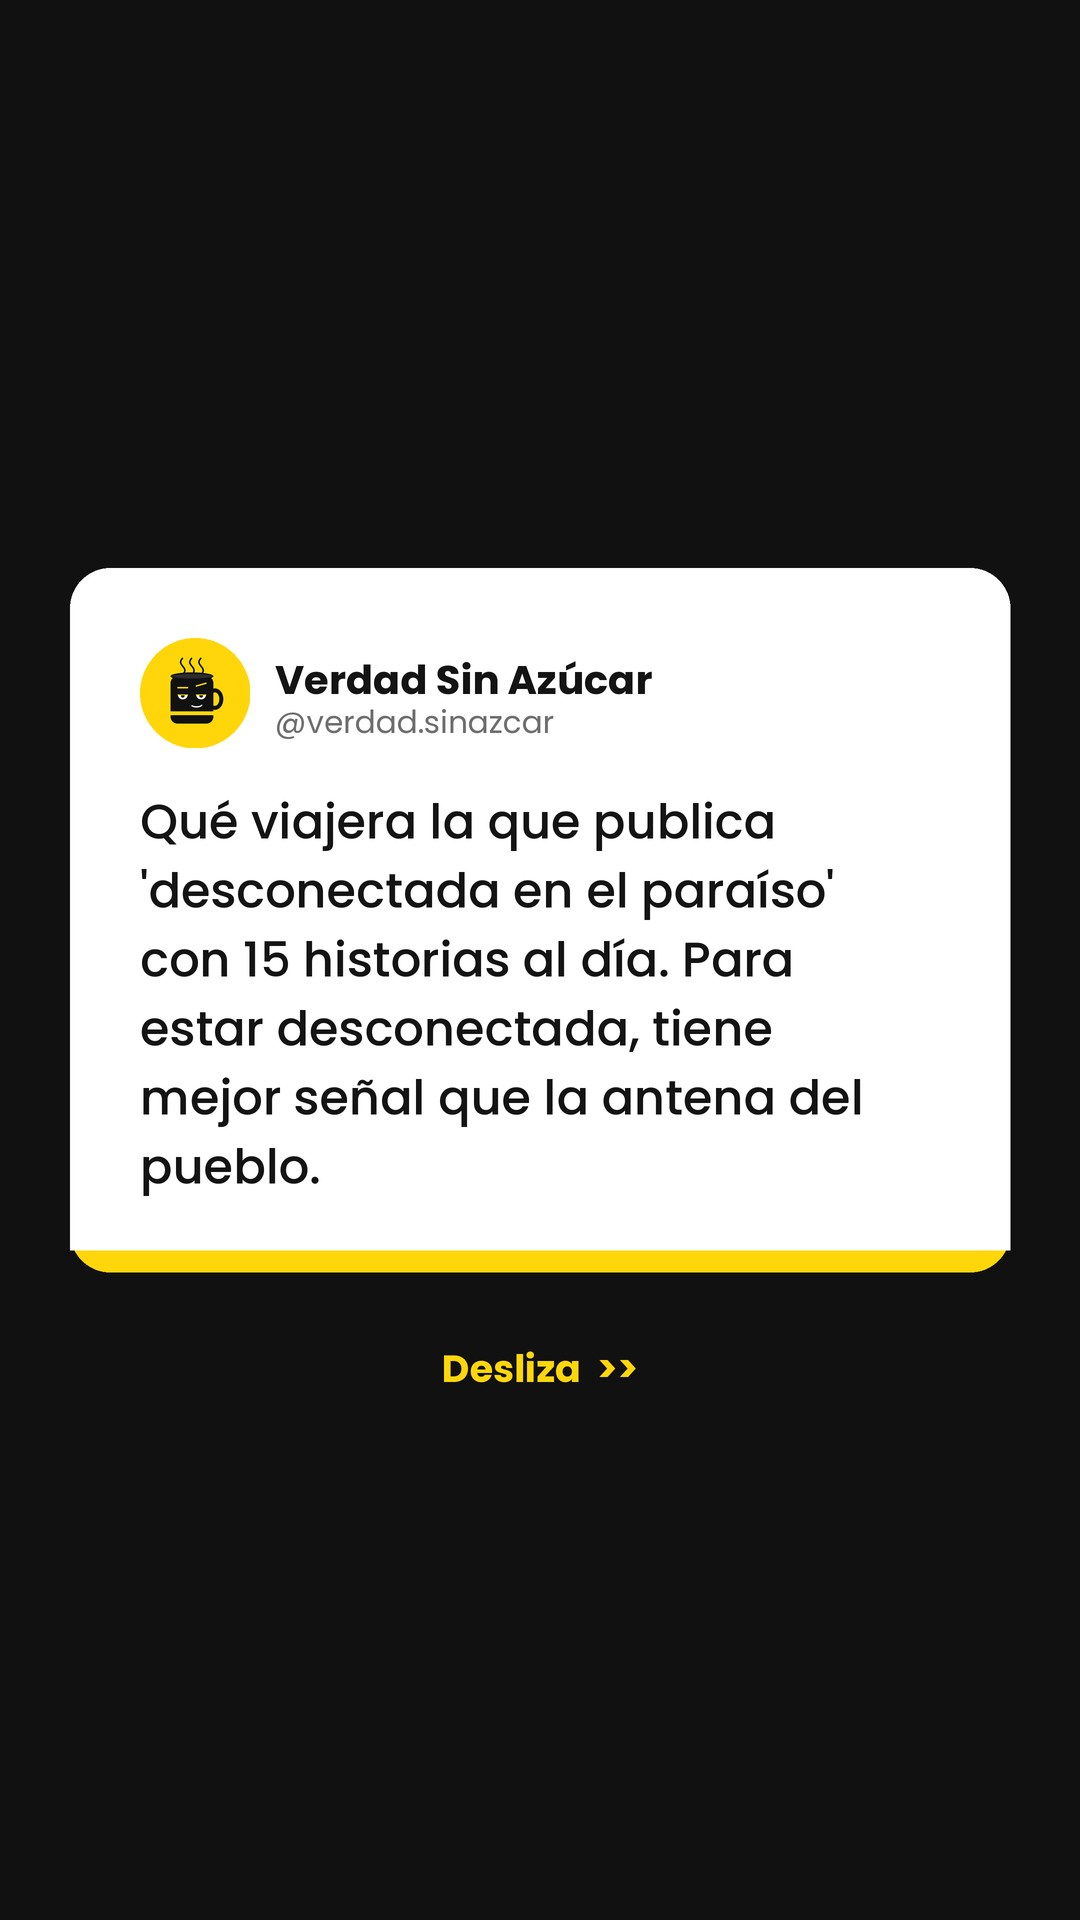 Verdad Sin Azúcar
@verdad.sinazcar
Qué viajera la que publica
'desconectada en el paraíso'
con 15 historias al día. Para
estar desconectada, tiene
mejor señal que la antena del
pueblo.
Desliza >>